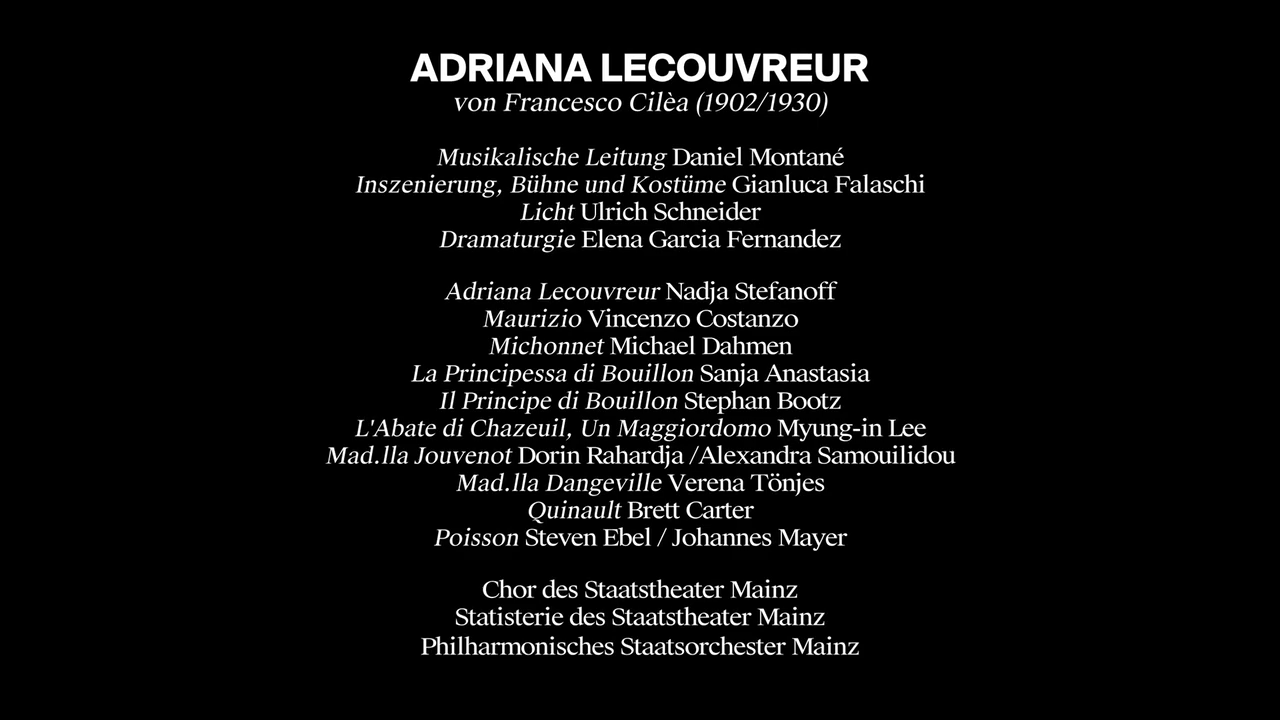 ADRIANA LECOUVREUR
von Francesco Cilèa (1902/1930)
Musikalische Leitung Daniel Montané
Inszenierung, Bühne und Kostüme Gianluca Falaschi
Licht Ulrich Schneider
Dramaturgie Elena Garcia Fernandez
Adriana Lecouvreur Nadja Stefanoff
Maurizio Vincenzo Costanzo
Michonnet Michael Dahmen
La Principessa di Bouillon Sanja Anastasia
Il Principe di Bouillon Stephan Bootz
L'Abate di Chazeuil, Un Maggiordomo Myung-in Lee
Mad.lla Jouvenot Dorin Rahardja /Alexandra Samouilidou
Mad.lla Dangeville Verena Tönjes
Quinault Brett Carter
Poisson Steven Ebel / Johannes Mayer
Chor des Staatstheater Mainz
Statisterie des Staatstheater Mainz
Philharmonisches Staatsorchester Mainz